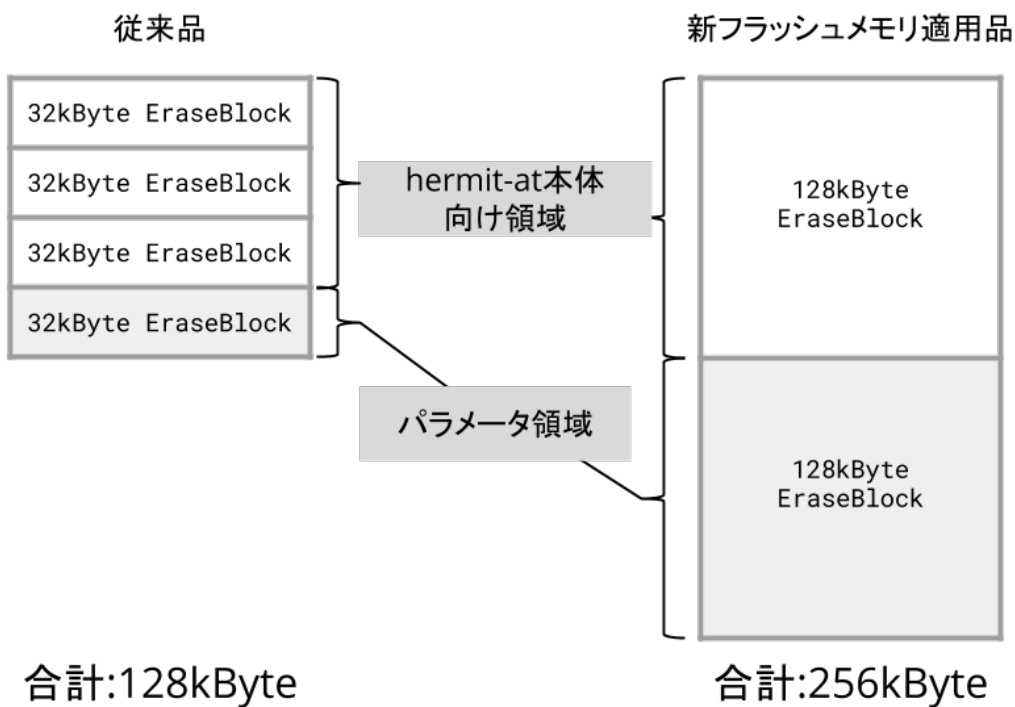 従来品
新フラッシュメモリ適用品
32kByte EraseBlock
32kByte EraseBlock
32kByte EraseBlock
32kByte EraseBlock
hermit-at本体
向け領域
パラメータ領域
128kByte
EraseBlock
128kByte
EraseBlock
合計:128kByte
合計:256kByte